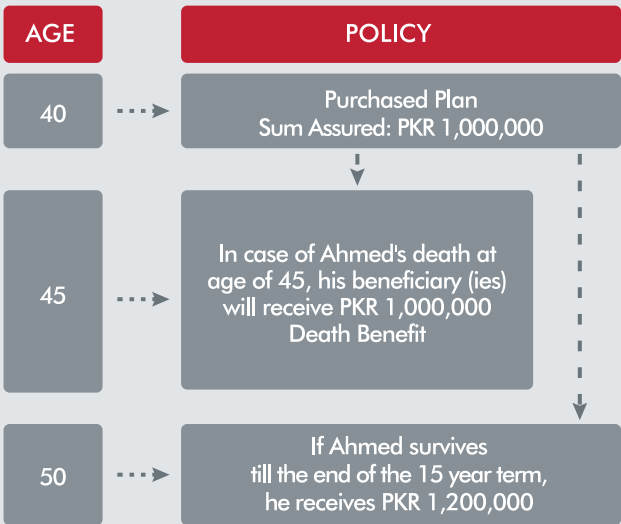 AGE
POLICY
40
Purchased Plan
Sum Assured: PKR 1,000,000
45
In case of Ahmed's death at
age of 45, his beneficiary (ies)
will receive PKR 1,000,000
Death Benefit
50
If Ahmed survives
till the end of the 15 year term,
he receives PKR 1,200,000